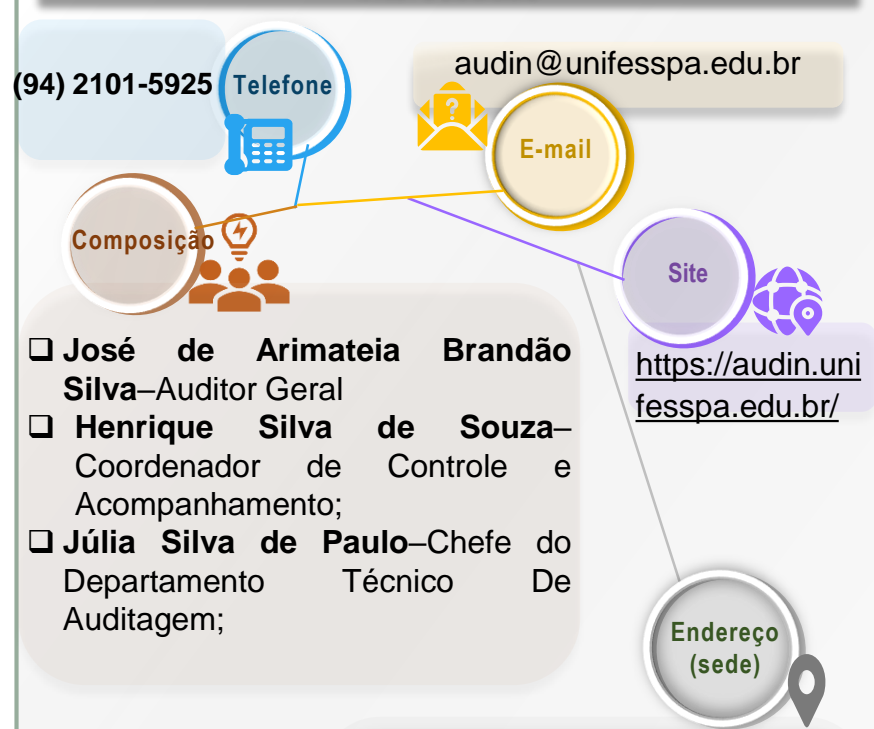 (94) 2101-5925
Telefone
audin@unifesspa.edu.br
?
E-mail
Composição
Site
https://audin.uni
fesspa.edu.br/
❑ José de Arimateia Brandão
Silva–Auditor Geral
❑ Henrique Silva de Souza–
Coordenador de Controle e
Acompanhamento;
❑ Júlia Silva de Paulo–Chefe do
Departamento Técnico De
Auditagem;
Endereço
(sede)